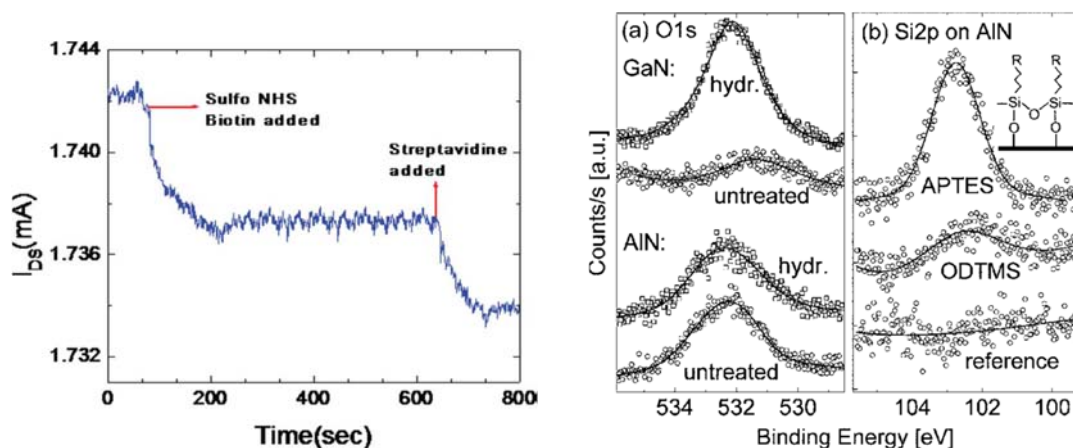 1.744
1.740
1.736
1.732
I_DS(mA)
Sulfo NHS
Biotin added
Streptavidine
added
0 200 400 600 800
Time(sec)
(a) O1s
GaN:
hydr.
untreated
AlN:
hydr.
untreated
Counts/s [a.u.]
534 532 530
(b) Si2p on AlN
R R
Si Si
O
O O
APTES
ODTMS
reference
104 102 100
Binding Energy [eV]